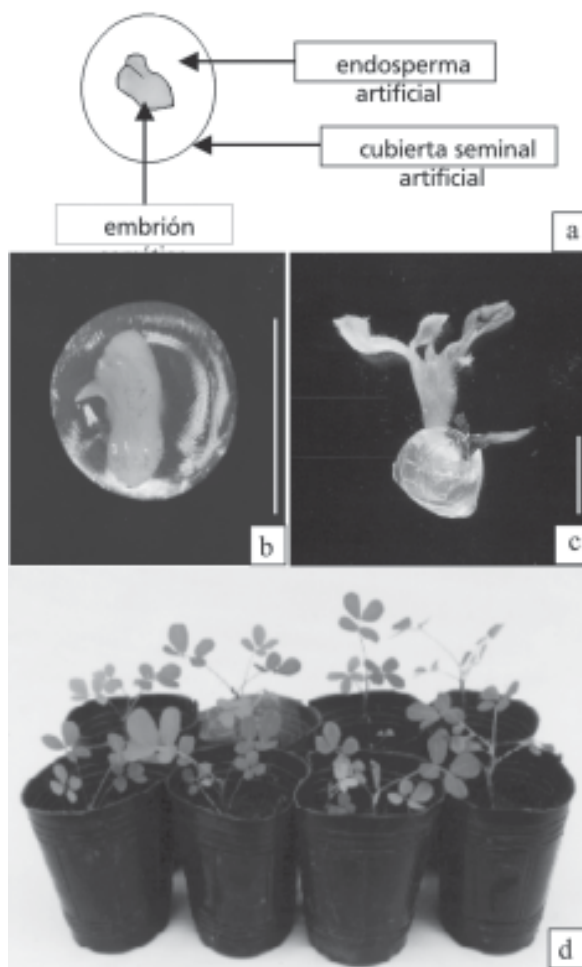 endosperma
artificial
cubierta seminal
artificial
embrión
a
b
c
d